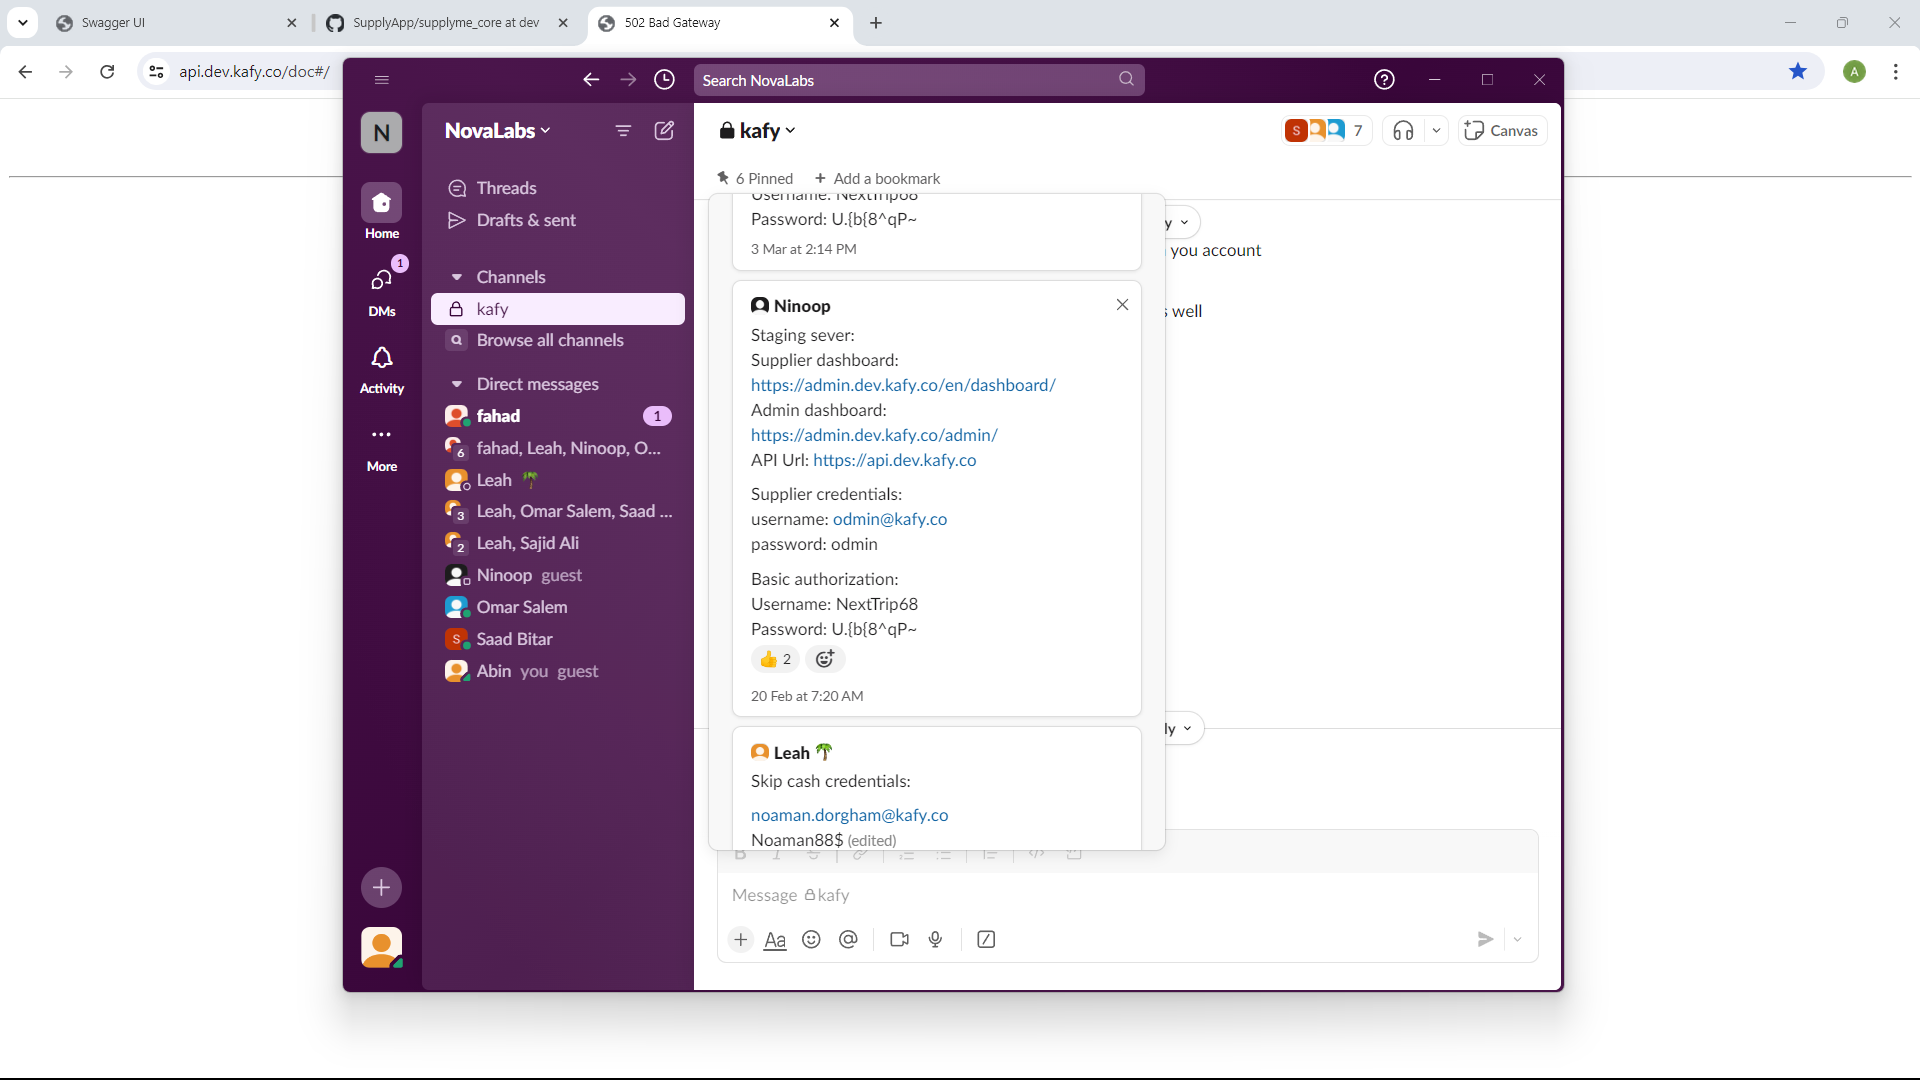 Swagger UI
SupplyApp/supplyme_core at dev
502 Bad Gateway
api.dev.kafy.co/doc#/
A
Search NovaLabs
N
NovaLabs
Home
1
DMs
Activity
More
Threads
Drafts & sent
Channels
kafy
Browse all channels
Direct messages
fahad
1
6
fahad, Leah, Ninoop, O...
Leah
3
Leah, Omar Salem, Saad ...
2
Leah, Sajid Ali
Ninoop guest
Omar Salem
S
Saad Bitar
Abin you guest
kafy
S
7
Canvas
6 Pinned
Add a bookmark
Username: NextTrip68
Password: U.{b{8^qP~
3 Mar at 2:14 PM
y
you account
s well
Ninoop
Staging sever:
Supplier dashboard:
https://admin.dev.kafy.co/en/dashboard/
Admin dashboard:
https://admin.dev.kafy.co/admin/
API Url: https://api.dev.kafy.co
Supplier credentials:
username: odmin@kafy.co
password: odmin
Basic authorization:
Username: NextTrip68
Password: U.{b{8^qP~
2
20 Feb at 7:20 AM
ly
Leah
Skip cash credentials:
noaman.dorgham@kafy.co
Noaman88$ (edited)
Message kafy
Aa